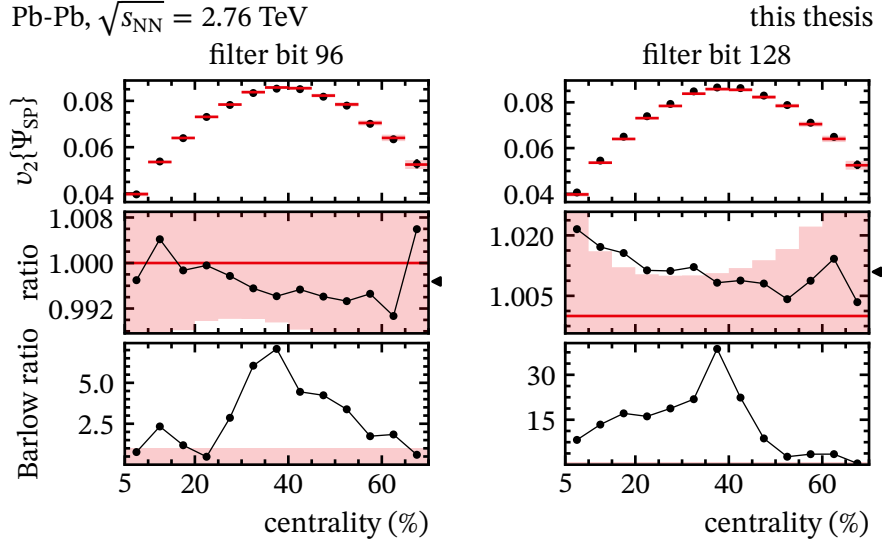 Pb-Pb, √s_NN = 2.76 TeV this thesis
filter bit 96 filter bit 128
v₂{Ψ_SP}
0.08
0.06
0.04
0.08
0.06
0.04
ratio
1.008
1.000
0.992
1.020
1.005
Barlow ratio
5.0
2.5
30
15
5 20 40 60 5 20 40 60
centrality (%) centrality (%)